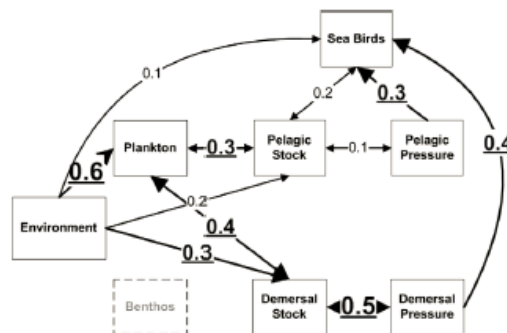 Sea Birds
0.1
0.2
0.3
0.4
Plankton
0.3
Pelagic
Stock
0.1
Pelagic
Pressure
0.6
0.2
Environment
0.4
0.3
Benthos
Demersal
Stock
0.5
Demersal
Pressure